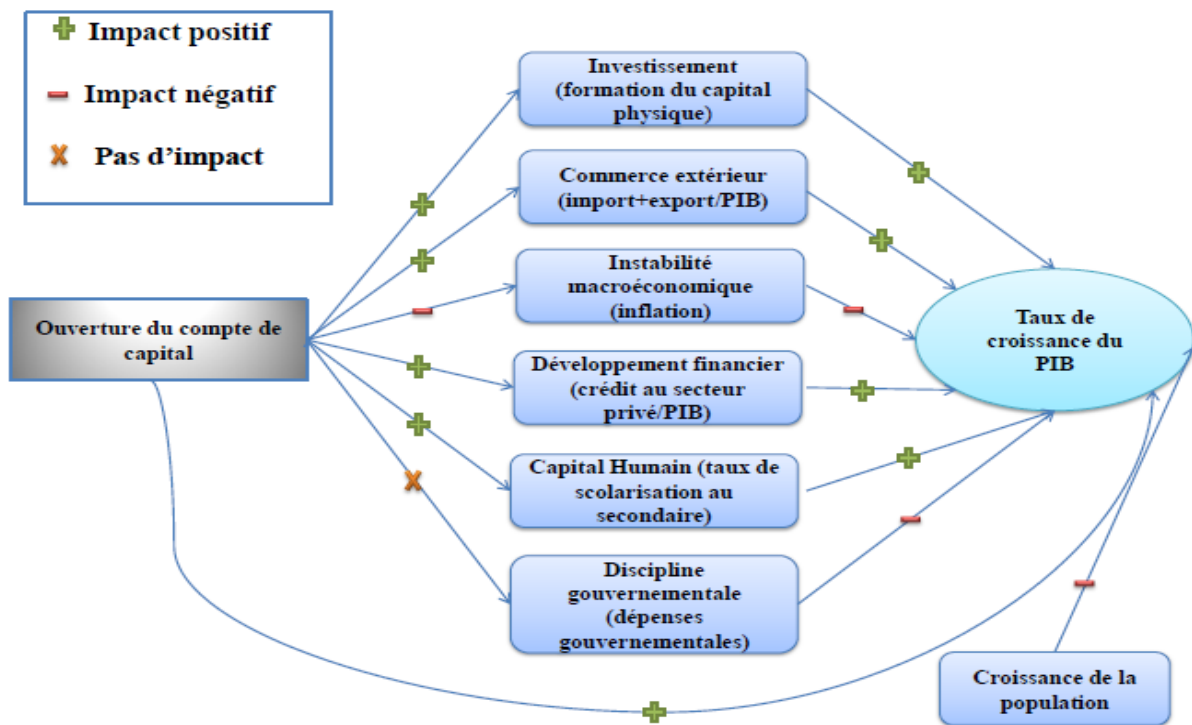 Impact positif
Impact négatif
Pas d’impact
Investissement
(formation du capital
physique)
Commerce extérieur
(import+export/PIB)
Instabilité
macroéconomique
(inflation)
Ouverture du compte de
capital
Taux de
croissance du
PIB
Développement financier
(crédit au secteur
privé/PIB)
Capital Humain (taux de
scolarisation au
secondaire)
Discipline
gouvernementale
(dépenses
gouvernementales)
Croissance de la
population